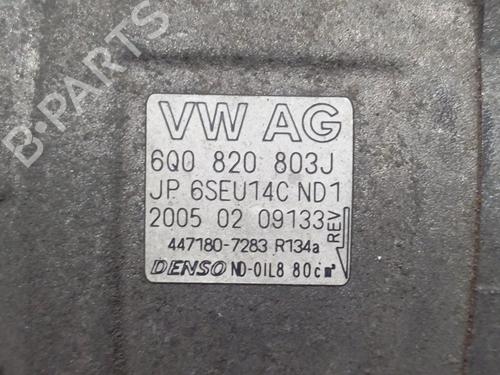 VW AG
6Q0 820 803J
JP 6SEU14C ND1
2005 02 09133
REV
447180-7283 R134a
DENSO ND-OIL8 80cm³
B-Parts
B-Parts